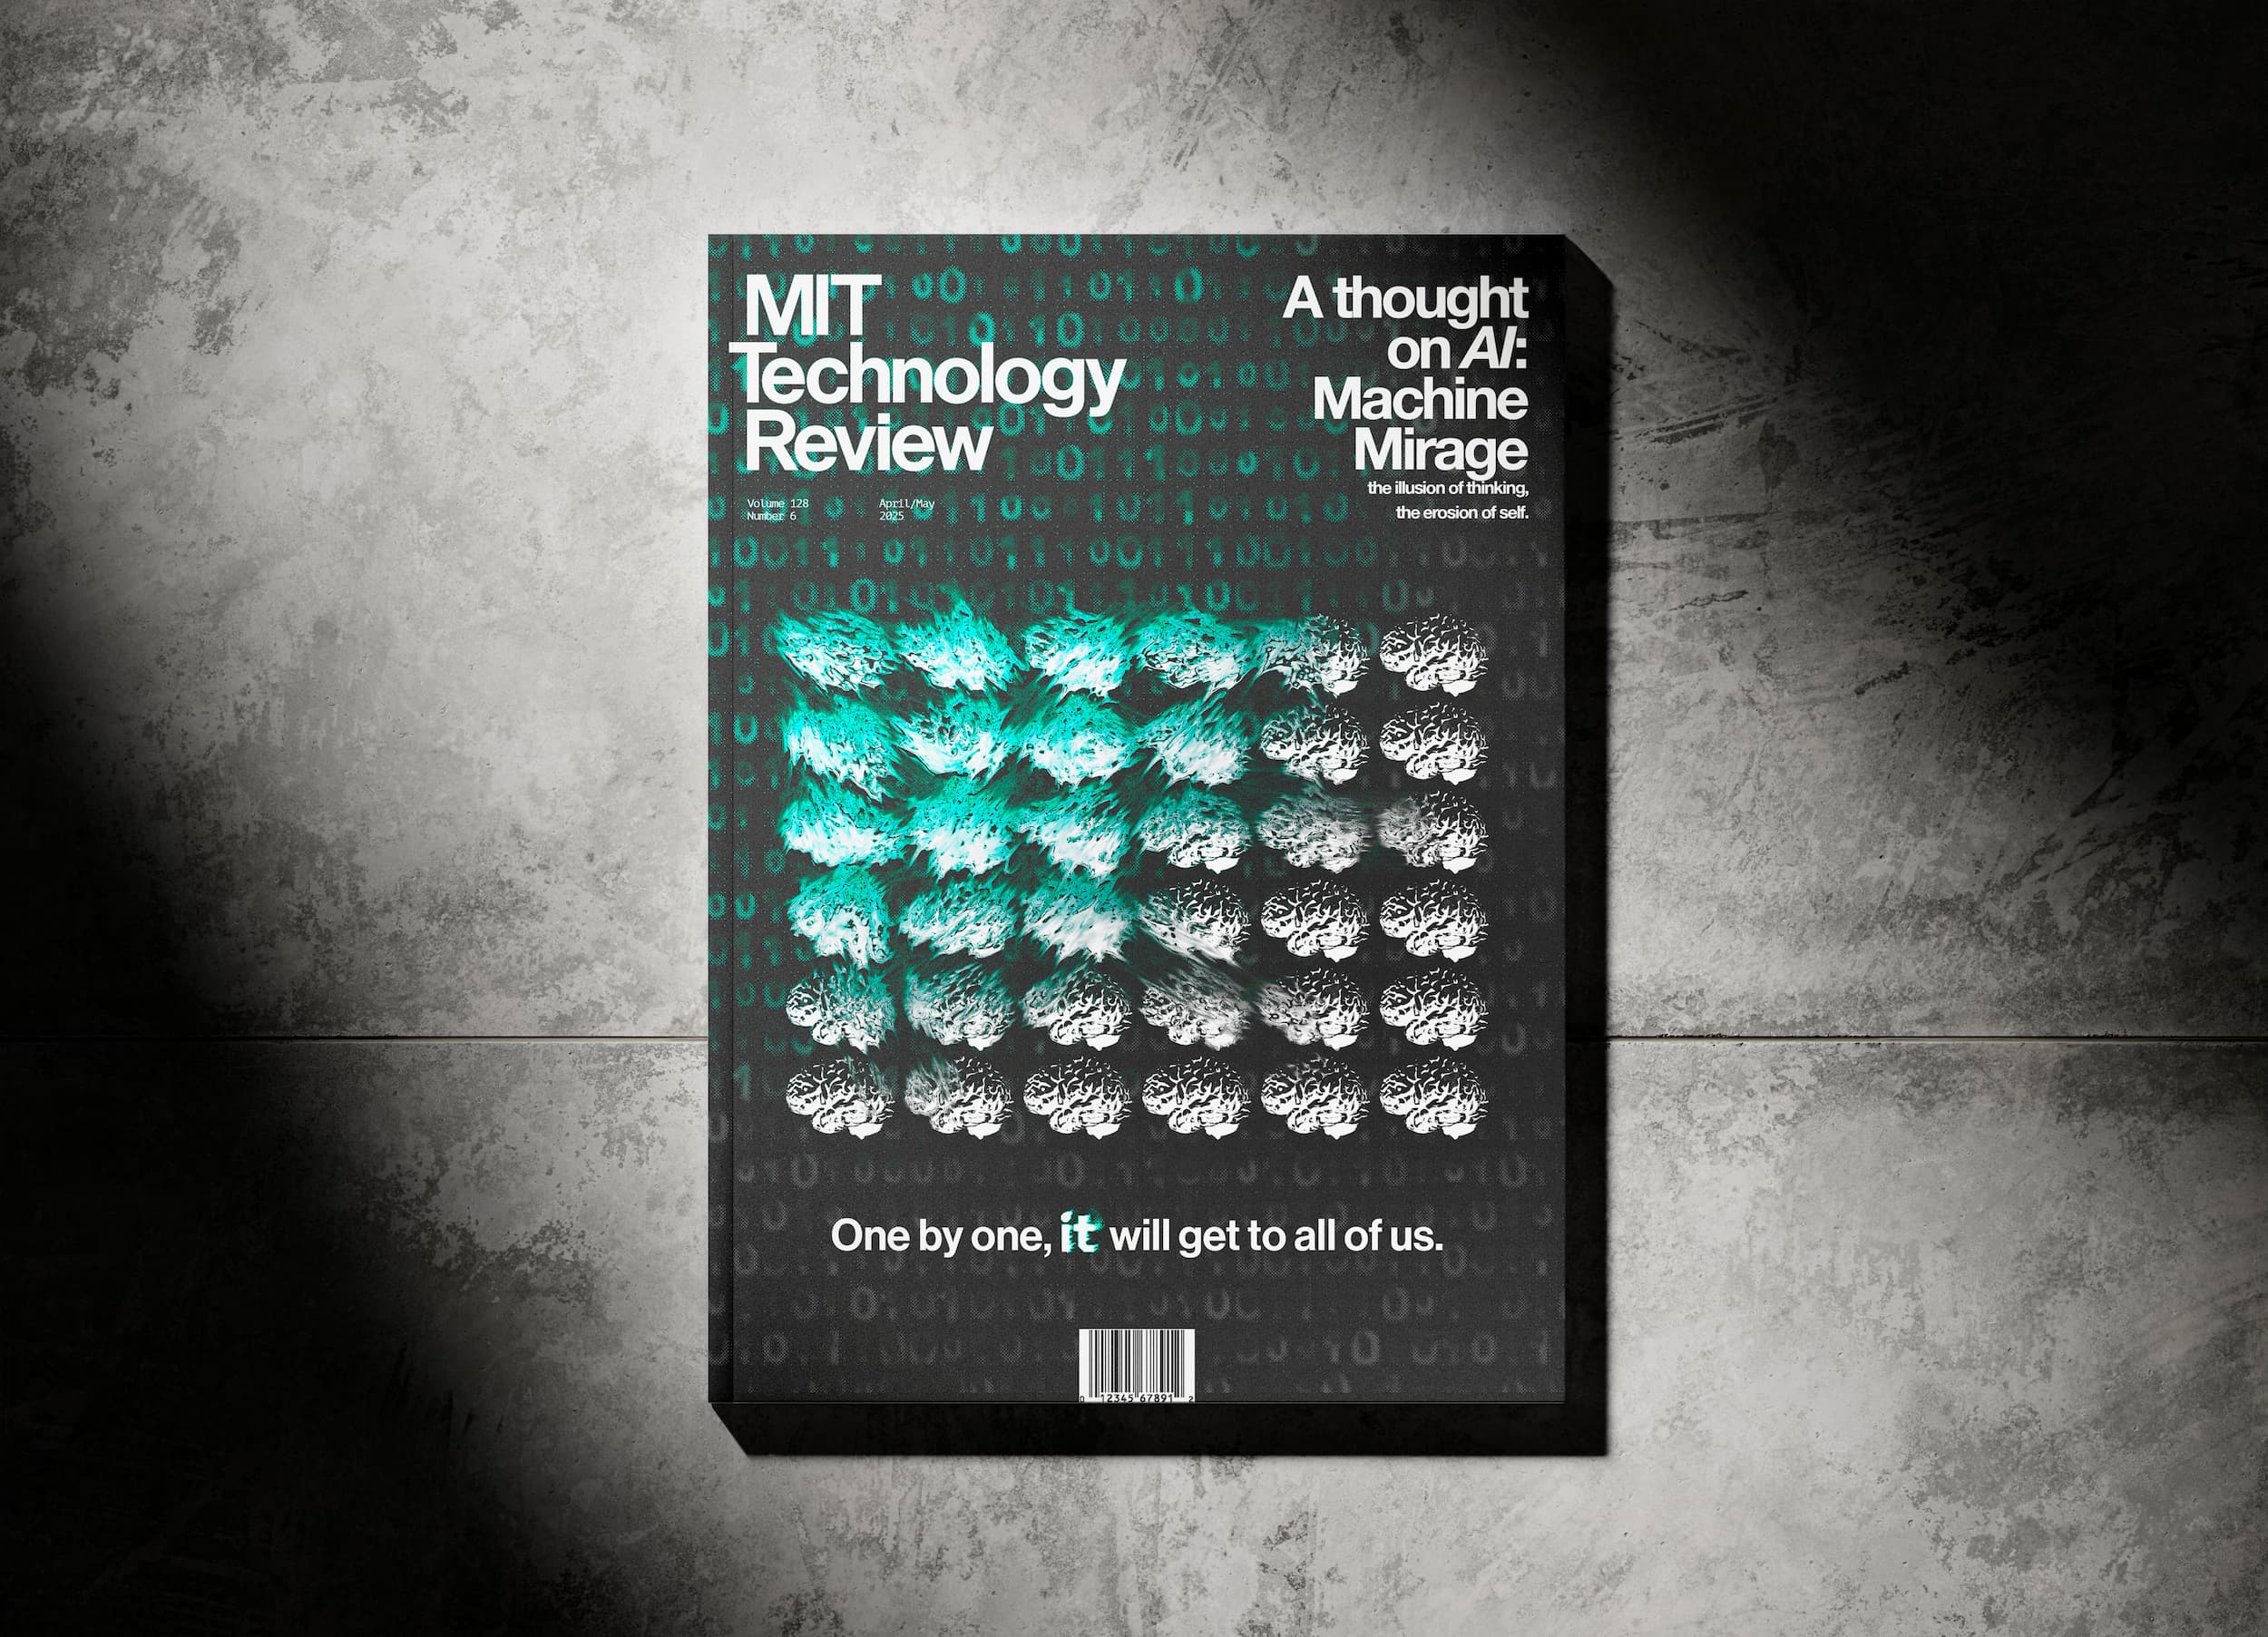 MIT
Technology
Review
Volume 128
Number 6
April/May
2025
A thought
on AI:
Machine
Mirage
the illusion of thinking,
the erosion of self.
One by one, it will get to all of us.
0 12345 67891 2